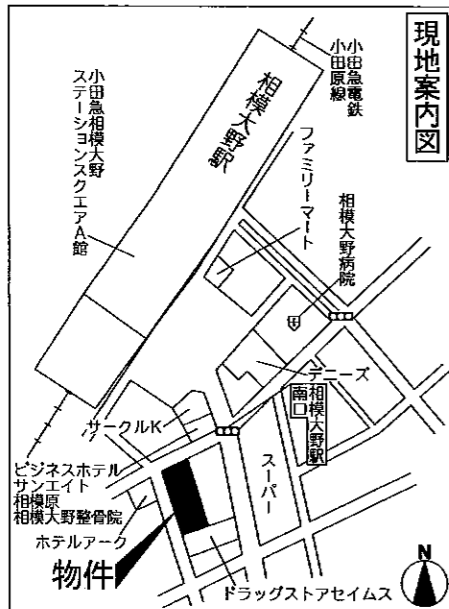 現地案内図
小田急電鉄
小田原線
相模大野駅
小田急相模大野
ステーションスクエアA館
ファミリーマート
相模大野病院
デニーズ
相模大野駅
南口
サークルK
スーパー
ビジネスホテル
サンエイト
相模原
相模大野整骨院
ホテルアーク
物件
ドラッグストアセイムス
N